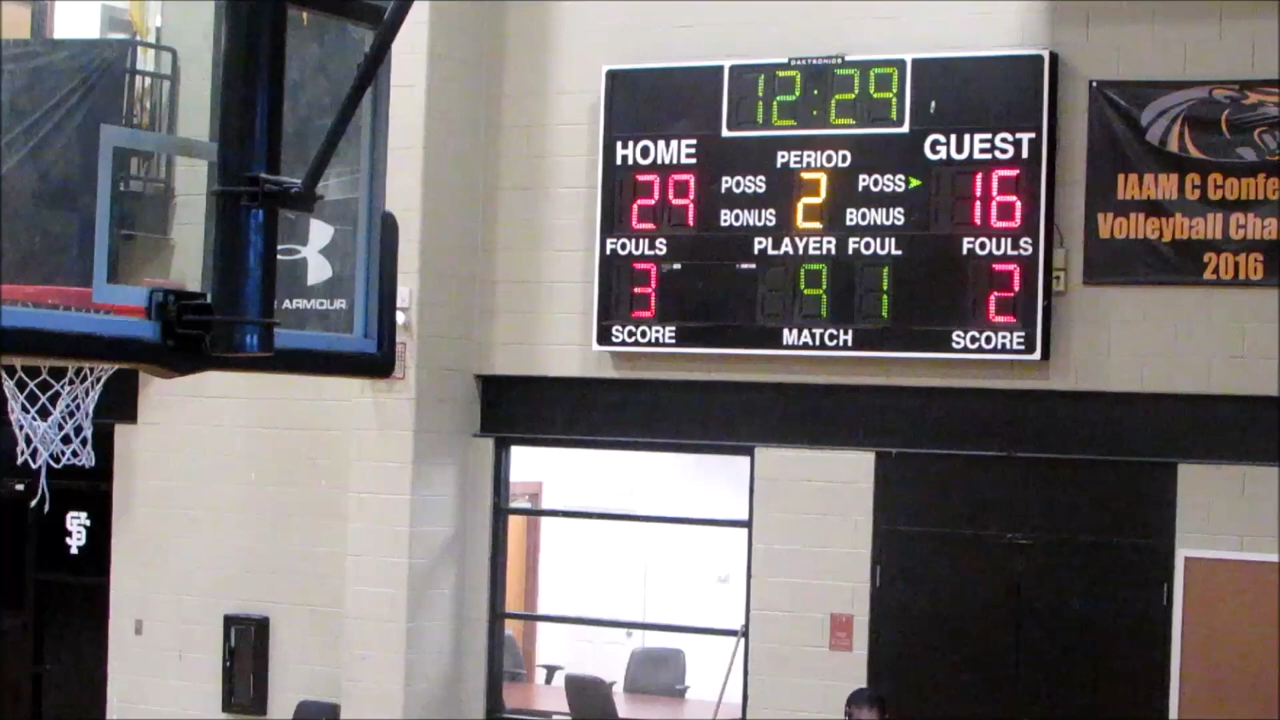 DAKTRONICS
12:29
HOME
PERIOD
GUEST
29
POSS
2
POSS
16
BONUS
BONUS
FOULS
PLAYER FOUL
FOULS
3
9 1
2
SCORE
MATCH
SCORE
IAAM C Confe
Volleyball Cha
2016
ARMOUR
SF